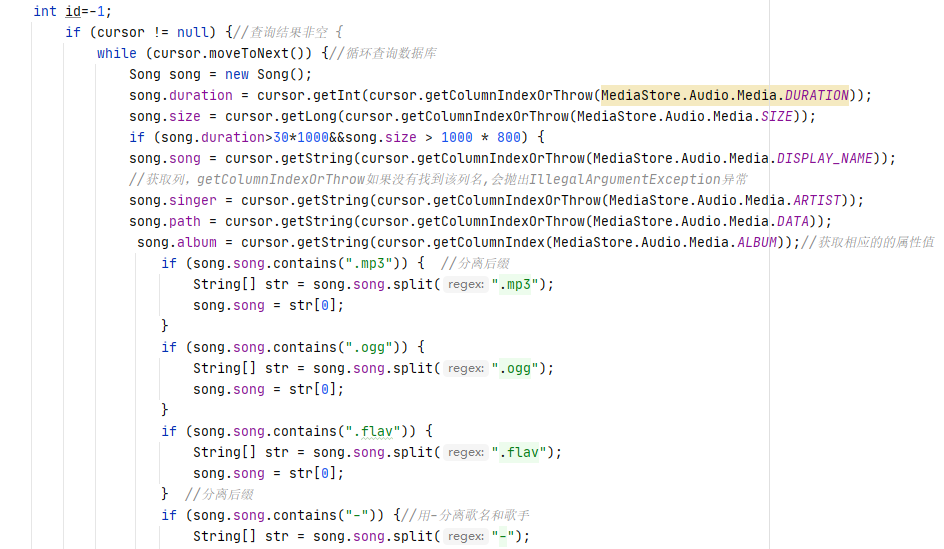 int id=-1;
if (cursor != null) {//查询结果非空 {
while (cursor.moveToNext()) {//循环查询数据库
Song song = new Song();
song.duration = cursor.getInt(cursor.getColumnIndexOrThrow(MediaStore.Audio.Media.DURATION));
song.size = cursor.getLong(cursor.getColumnIndexOrThrow(MediaStore.Audio.Media.SIZE));
if (song.duration>30*1000&&song.size > 1000 * 800) {
song.song = cursor.getString(cursor.getColumnIndexOrThrow(MediaStore.Audio.Media.DISPLAY_NAME));
//获取列，getColumnIndexOrThrow如果没有找到该列名,会抛出IllegalArgumentException异常
song.singer = cursor.getString(cursor.getColumnIndexOrThrow(MediaStore.Audio.Media.ARTIST));
song.path = cursor.getString(cursor.getColumnIndexOrThrow(MediaStore.Audio.Media.DATA));
song.album = cursor.getString(cursor.getColumnIndex(MediaStore.Audio.Media.ALBUM));//获取相应的的属性值
if (song.song.contains(".mp3")) {  //分离后缀
String[] str = song.song.split( regex: ".mp3");
song.song = str[0];
}
if (song.song.contains(".ogg")) {
String[] str = song.song.split( regex: ".ogg");
song.song = str[0];
}
if (song.song.contains(".flav")) {
String[] str = song.song.split( regex: ".flav");
song.song = str[0];
}  //分离后缀
if (song.song.contains("-")) {//用-分离歌名和歌手
String[] str = song.song.split( regex: "-");